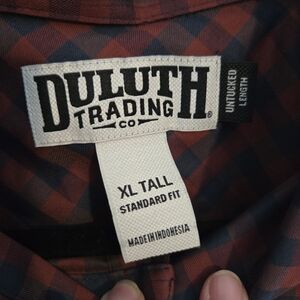 DULUTH
TRADING
CO
®
UNTUCKED
LENGTH
XL TALL
STANDARD FIT
MADE IN INDONESIA